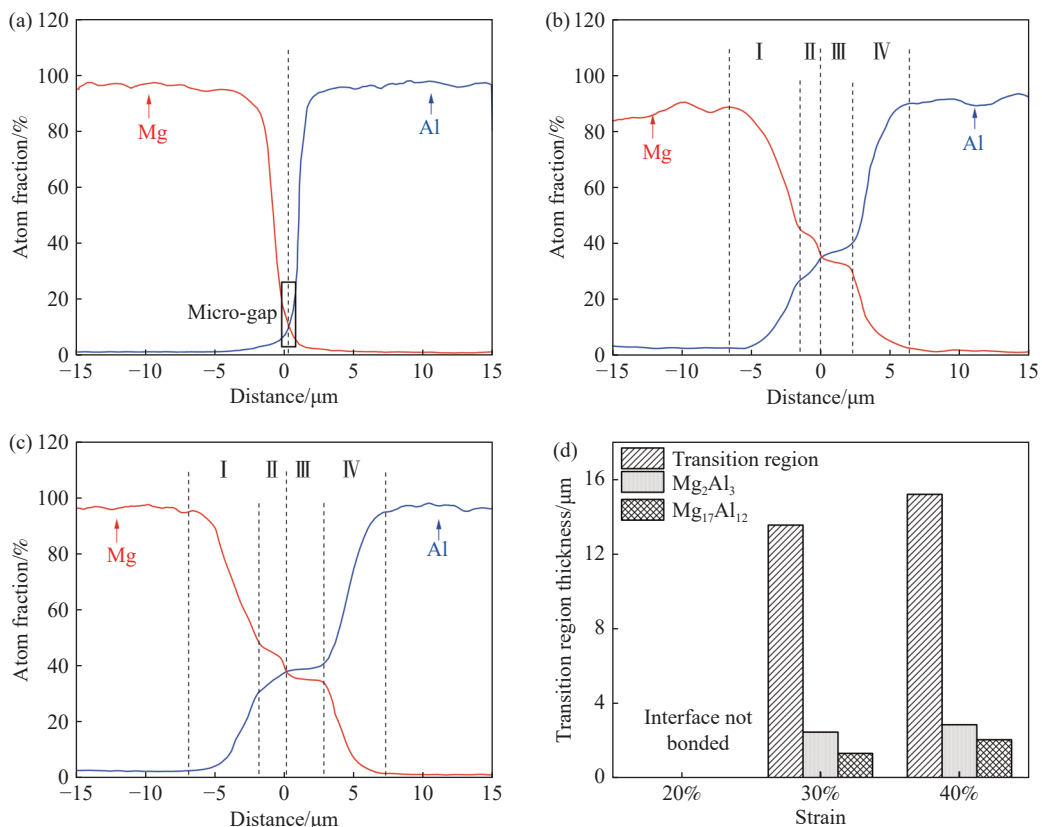 (a)
120
100
80
60
40
20
0
Atom fraction/%
Mg
Al
Micro-gap
−15 −10 −5 0 5 10 15
Distance/μm
(b)
120
100
80
60
40
20
0
Atom fraction/%
Ⅰ Ⅱ Ⅲ Ⅳ
Mg
Al
−15 −10 −5 0 5 10 15
Distance/μm
(c)
120
100
80
60
40
20
0
Atom fraction/%
Ⅰ Ⅱ Ⅲ Ⅳ
Mg
Al
−15 −10 −5 0 5 10 15
Distance/μm
(d)
16
12
8
4
0
Transition region thickness/μm
Transition region
Mg₂Al₃
Mg₁₇Al₁₂
Interface not
bonded
20% 30% 40%
Strain